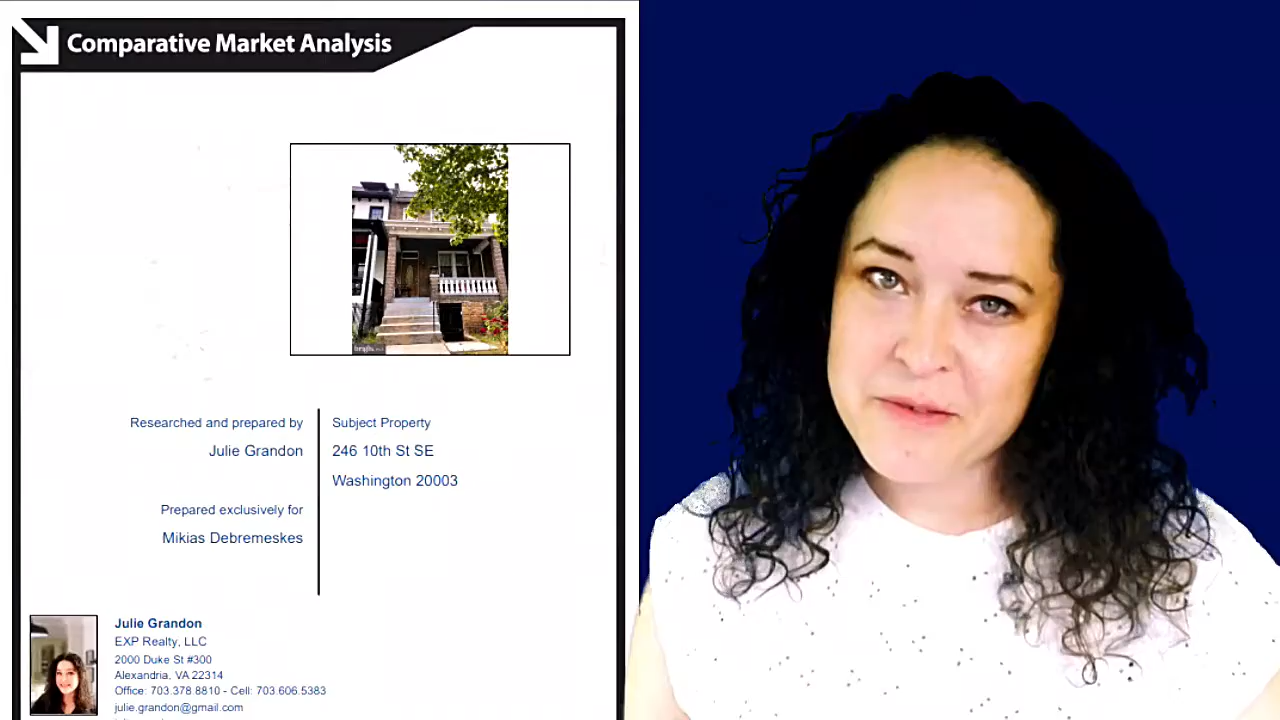 Comparative Market Analysis
Researched and prepared by
Julie Grandon
Prepared exclusively for
Mikias Debremeskes
Subject Property
246 10th St SE
Washington 20003
Julie Grandon
EXP Realty, LLC
2000 Duke St #300
Alexandria, VA 22314
Office: 703.378.8810 - Cell: 703.606.5383
julie.grandon@gmail.com